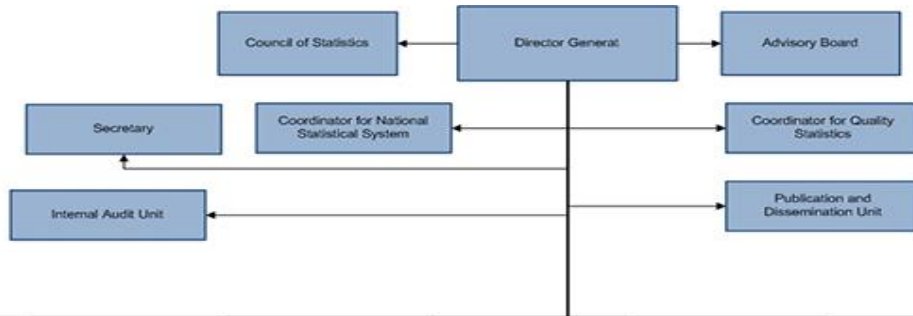 Council of Statistics
Director General
Advisory Board
Secretary
Coordinator for National
Statistical System
Coordinator for Quality
Statistics
Internal Audit Unit
Publication and
Dissemination Unit